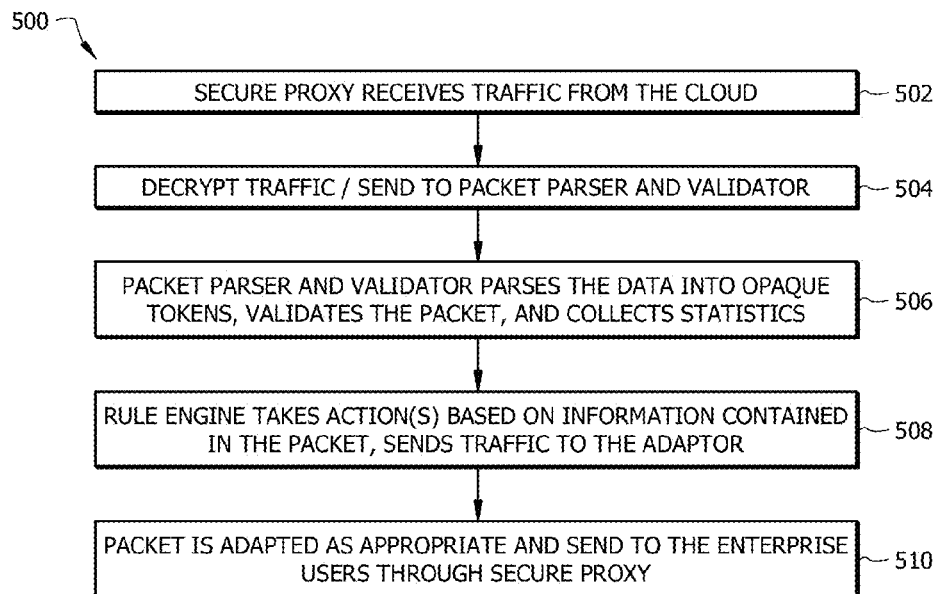 500
SECURE PROXY RECEIVES TRAFFIC FROM THE CLOUD
502
DECRYPT TRAFFIC / SEND TO PACKET PARSER AND VALIDATOR
504
PACKET PARSER AND VALIDATOR PARSES THE DATA INTO OPAQUE
TOKENS, VALIDATES THE PACKET, AND COLLECTS STATISTICS
506
RULE ENGINE TAKES ACTION(S) BASED ON INFORMATION CONTAINED
IN THE PACKET, SENDS TRAFFIC TO THE ADAPTOR
508
PACKET IS ADAPTED AS APPROPRIATE AND SEND TO THE ENTERPRISE
USERS THROUGH SECURE PROXY
510